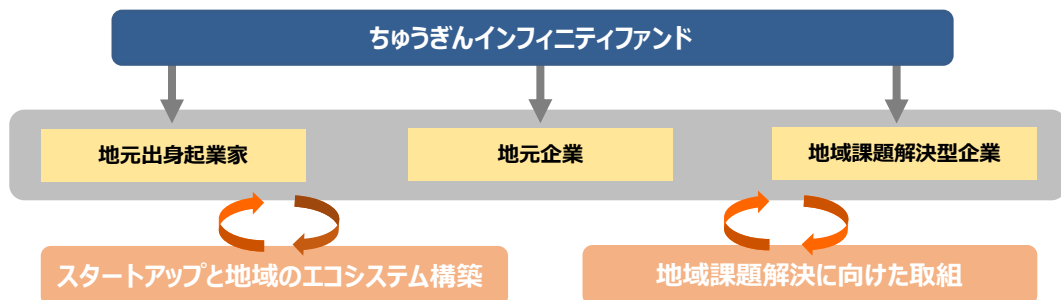 ちゅうぎんインフィニティファンド
地元出身起業家
地元企業
地域課題解決型企業
スタートアップと地域のエコシステム構築
地域課題解決に向けた取組